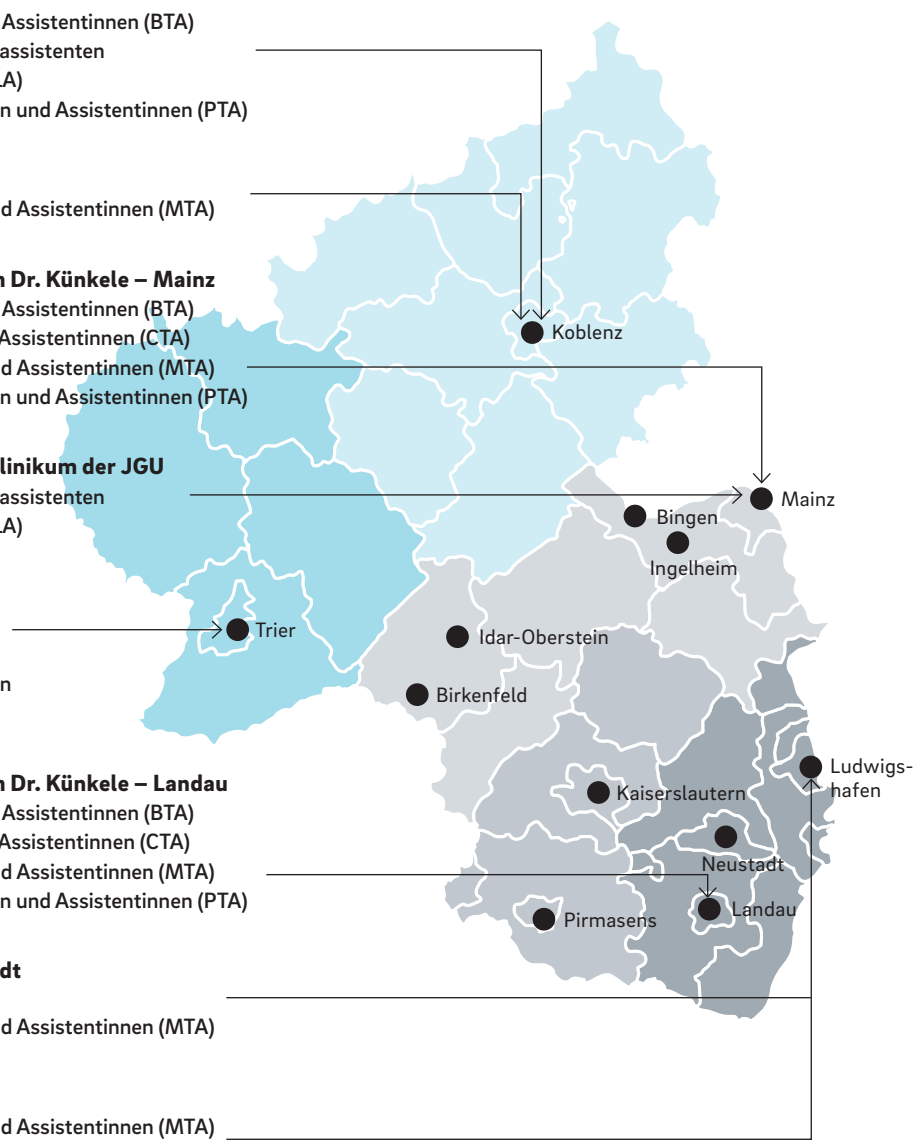 Assistentinnen (BTA)
assistenten
LA)
n und Assistentinnen (PTA)
d Assistentinnen (MTA)
n Dr. Künkele – Mainz
Assistentinnen (BTA)
Assistentinnen (CTA)
d Assistentinnen (MTA)
n und Assistentinnen (PTA)
linikum der JGU
assistenten
LA)
n
n Dr. Künkele – Landau
Assistentinnen (BTA)
Assistentinnen (CTA)
d Assistentinnen (MTA)
n und Assistentinnen (PTA)
dt
d Assistentinnen (MTA)
d Assistentinnen (MTA)
Koblenz
Mainz
Bingen
Ingelheim
Trier
Idar-Oberstein
Birkenfeld
Ludwigs-
hafen
Kaiserslautern
Neustadt
Landau
Pirmasens